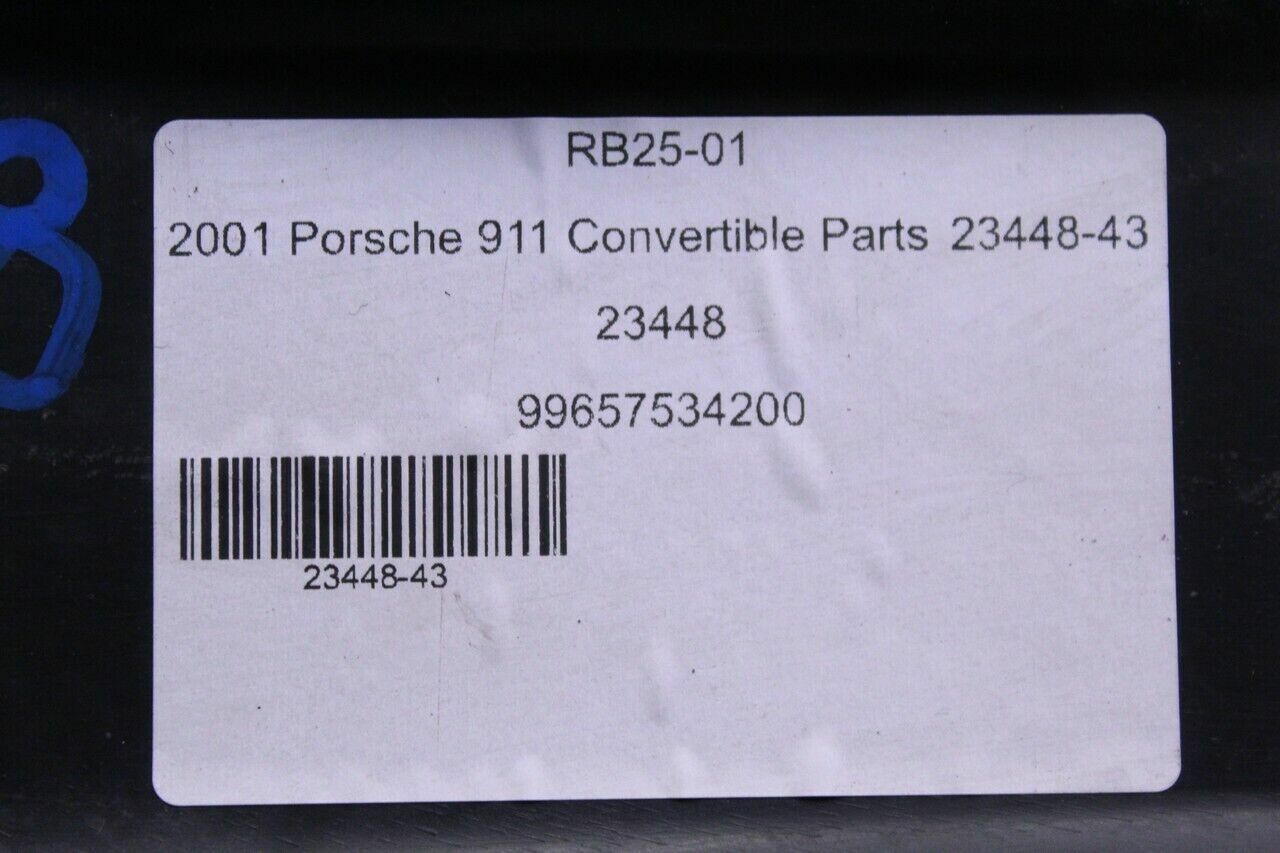 RB25-01
2001 Porsche 911 Convertible Parts 23448-43
23448
99657534200
23448-43